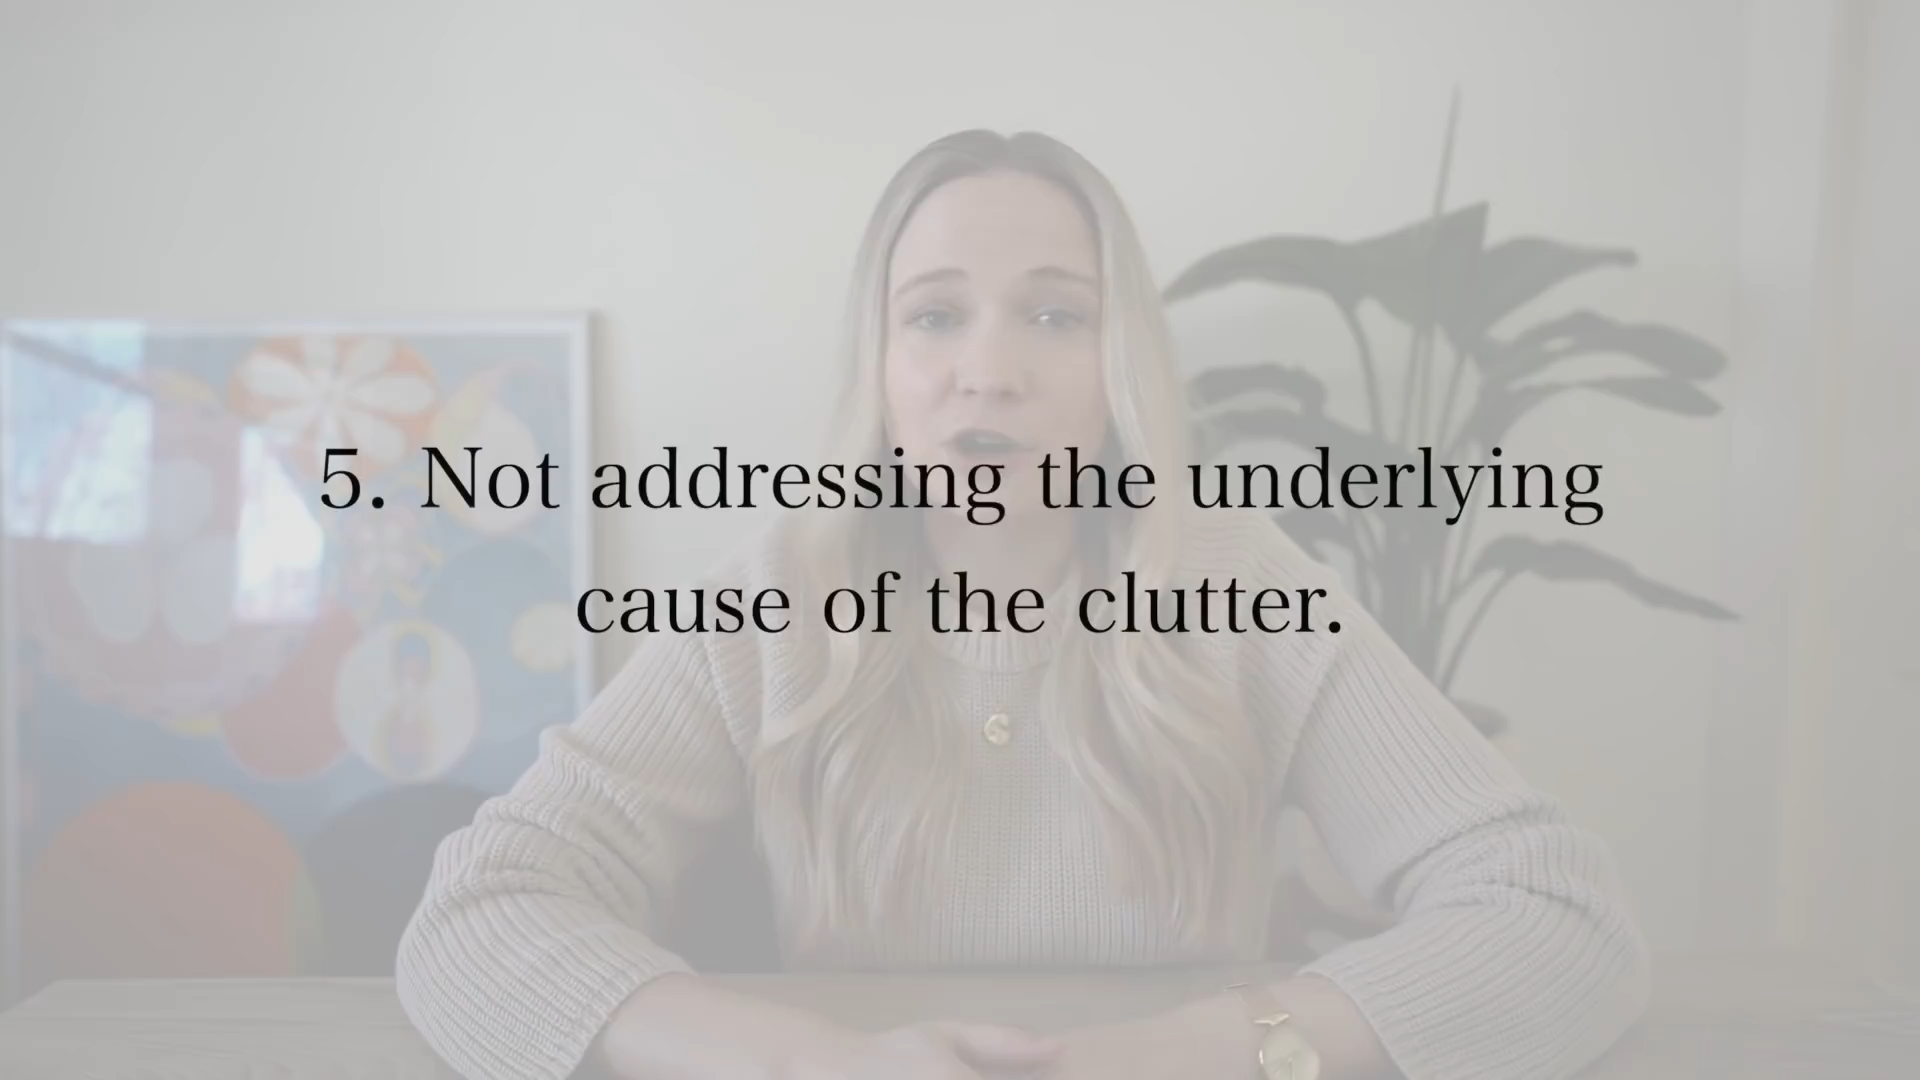 5. Not addressing the underlying
cause of the clutter.